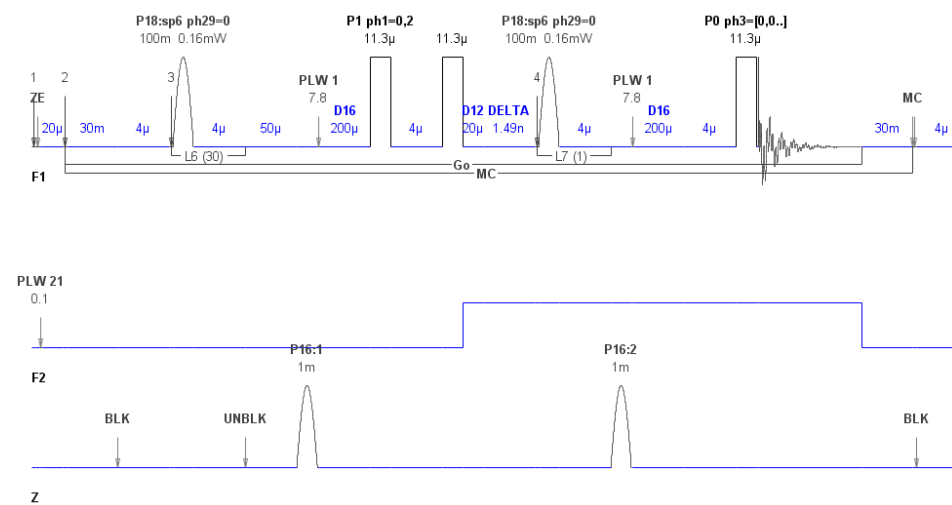 P18:sp6 ph29=0 P1 ph1=0,2 P18:sp6 ph29=0 P0 ph3=[0,0..]
100m 0.16mW 11.3µ 11.3µ 100m 0.16mW 11.3µ
1 2 3 PLW 1 4 PLW 1
ZE 7.8 7.8 MC
D16 D12 DELTA D16
20µ 30m 4µ 4µ 50µ 200µ 4µ 20µ 1.49n 4µ 200µ 4µ 30m 4µ
L6 (30) L7 (1)
Go
MC
F1
PLW 21
0.1
P16:1 P16:2
1m 1m
F2
BLK UNBLK BLK
Z